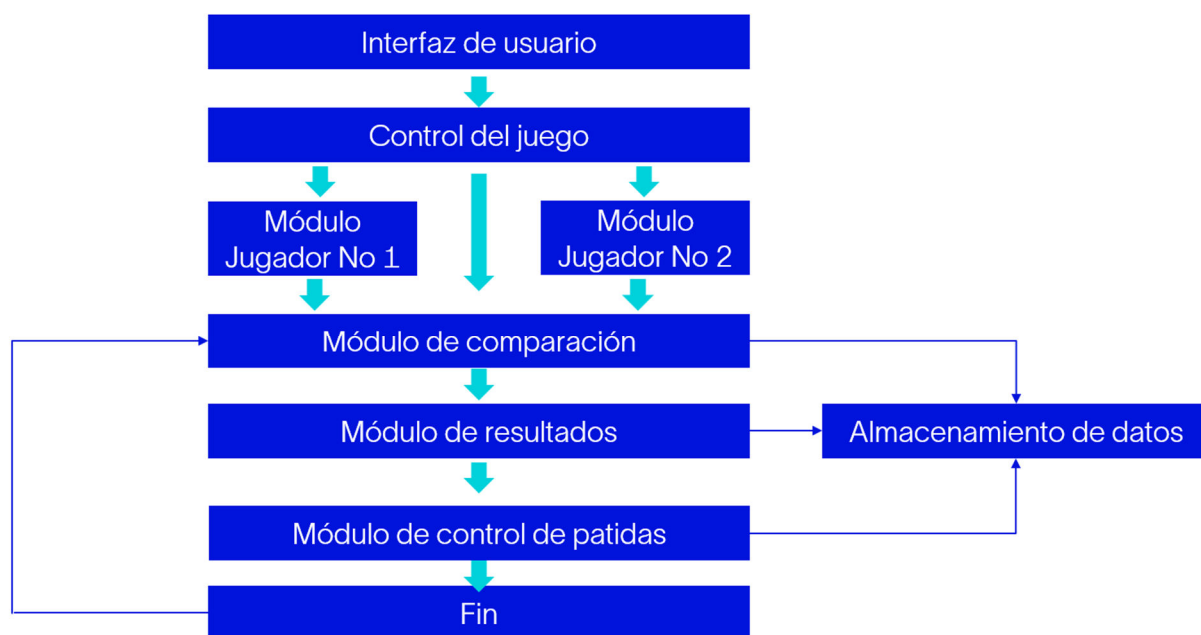 Interfaz de usuario
Control del juego
Módulo
Jugador No 1
Módulo
Jugador No 2
Módulo de comparación
Módulo de resultados
Almacenamiento de datos
Módulo de control de patidas
Fin